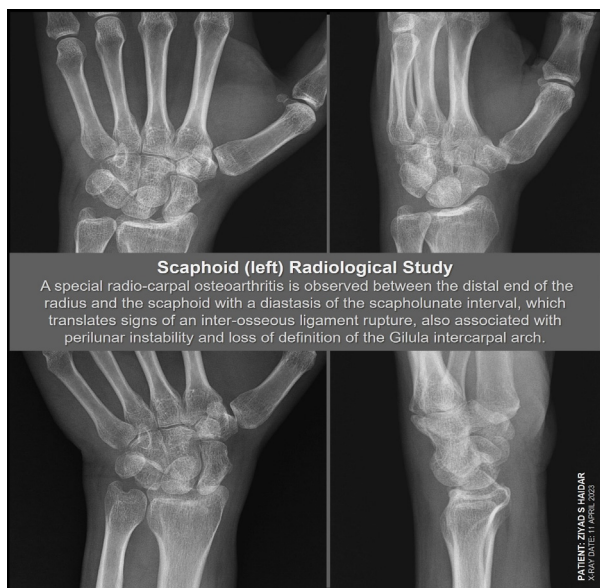 Scaphoid (left) Radiological Study
A special radio-carpal osteoarthritis is observed between the distal end of the
radius and the scaphoid with a diastasis of the scapholunate interval, which
translates signs of an inter-osseous ligament rupture, also associated with
perilunar instability and loss of definition of the Gilula intercarpal arch.
PATIENT: ZIYAD S HAIDAR
X-RAY DATE: 11 APRIL 2023